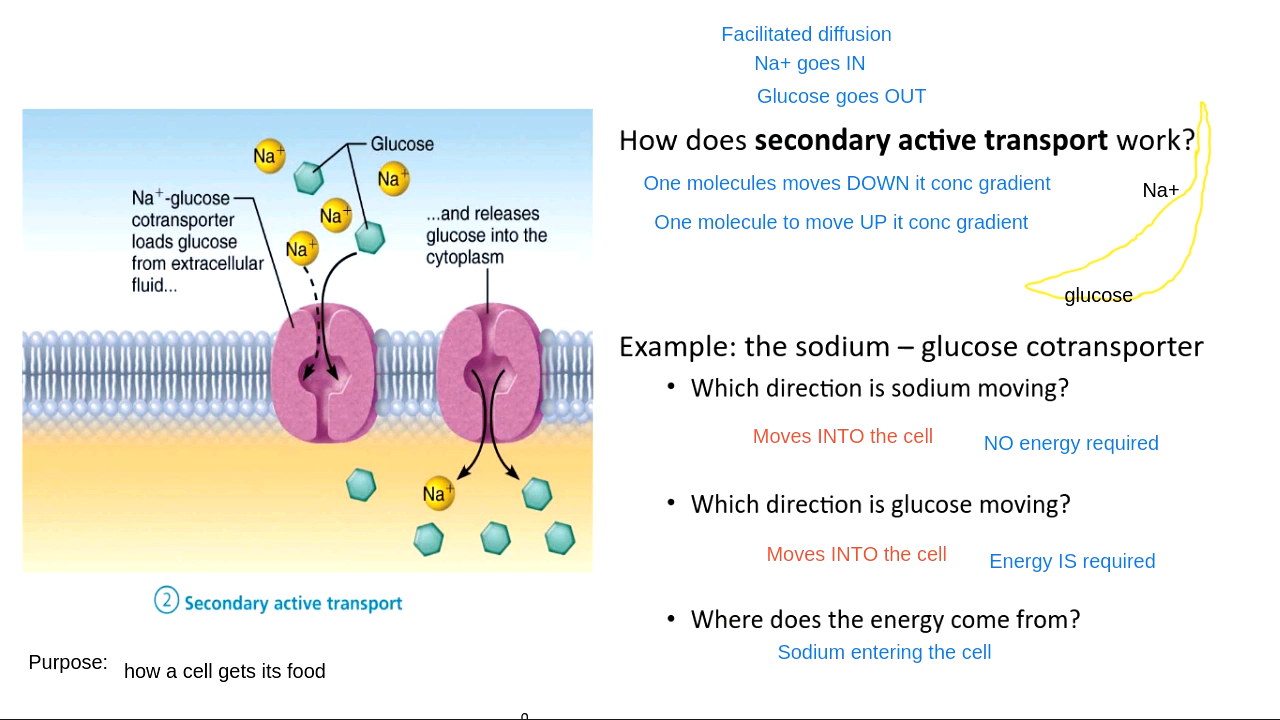 Facilitated diffusion
Na+ goes IN
Glucose goes OUT
How does secondary active transport work?
One molecules moves DOWN it conc gradient
One molecule to move UP it conc gradient
Na+
glucose
Na+
Glucose
Na+
Na+
Na+
Na+-glucose
cotransporter
loads glucose
from extracellular
fluid...
...and releases
glucose into the
cytoplasm
Na+
2 Secondary active transport
Example: the sodium – glucose cotransporter
• Which direction is sodium moving?
Moves INTO the cell
NO energy required
• Which direction is glucose moving?
Moves INTO the cell
Energy IS required
• Where does the energy come from?
Sodium entering the cell
Purpose: how a cell gets its food